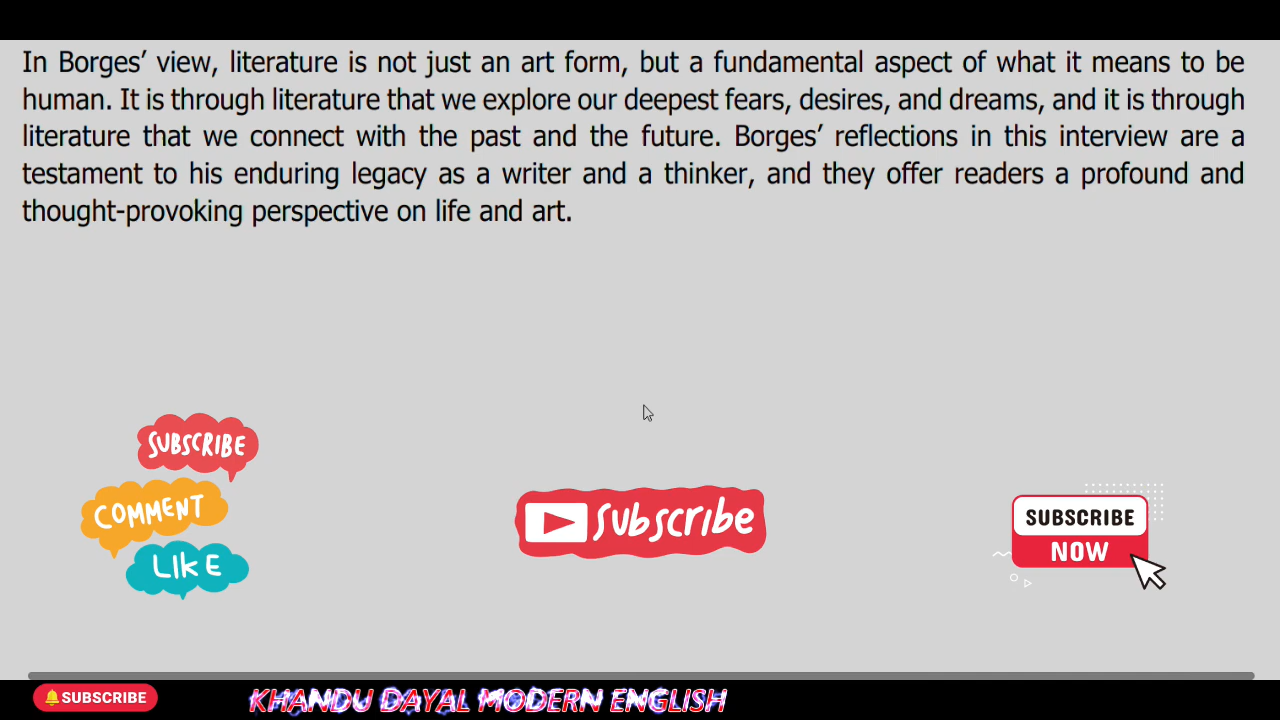 In Borges’ view, literature is not just an art form, but a fundamental aspect of what it means to be
human. It is through literature that we explore our deepest fears, desires, and dreams, and it is through
literature that we connect with the past and the future. Borges’ reflections in this interview are a
testament to his enduring legacy as a writer and a thinker, and they offer readers a profound and
thought-provoking perspective on life and art.
SUBSCRIBE
COMMENT
LIKE
Subscribe
SUBSCRIBE
NOW
SUBSCRIBE
KHANDU DAYAL MODERN ENGLISH